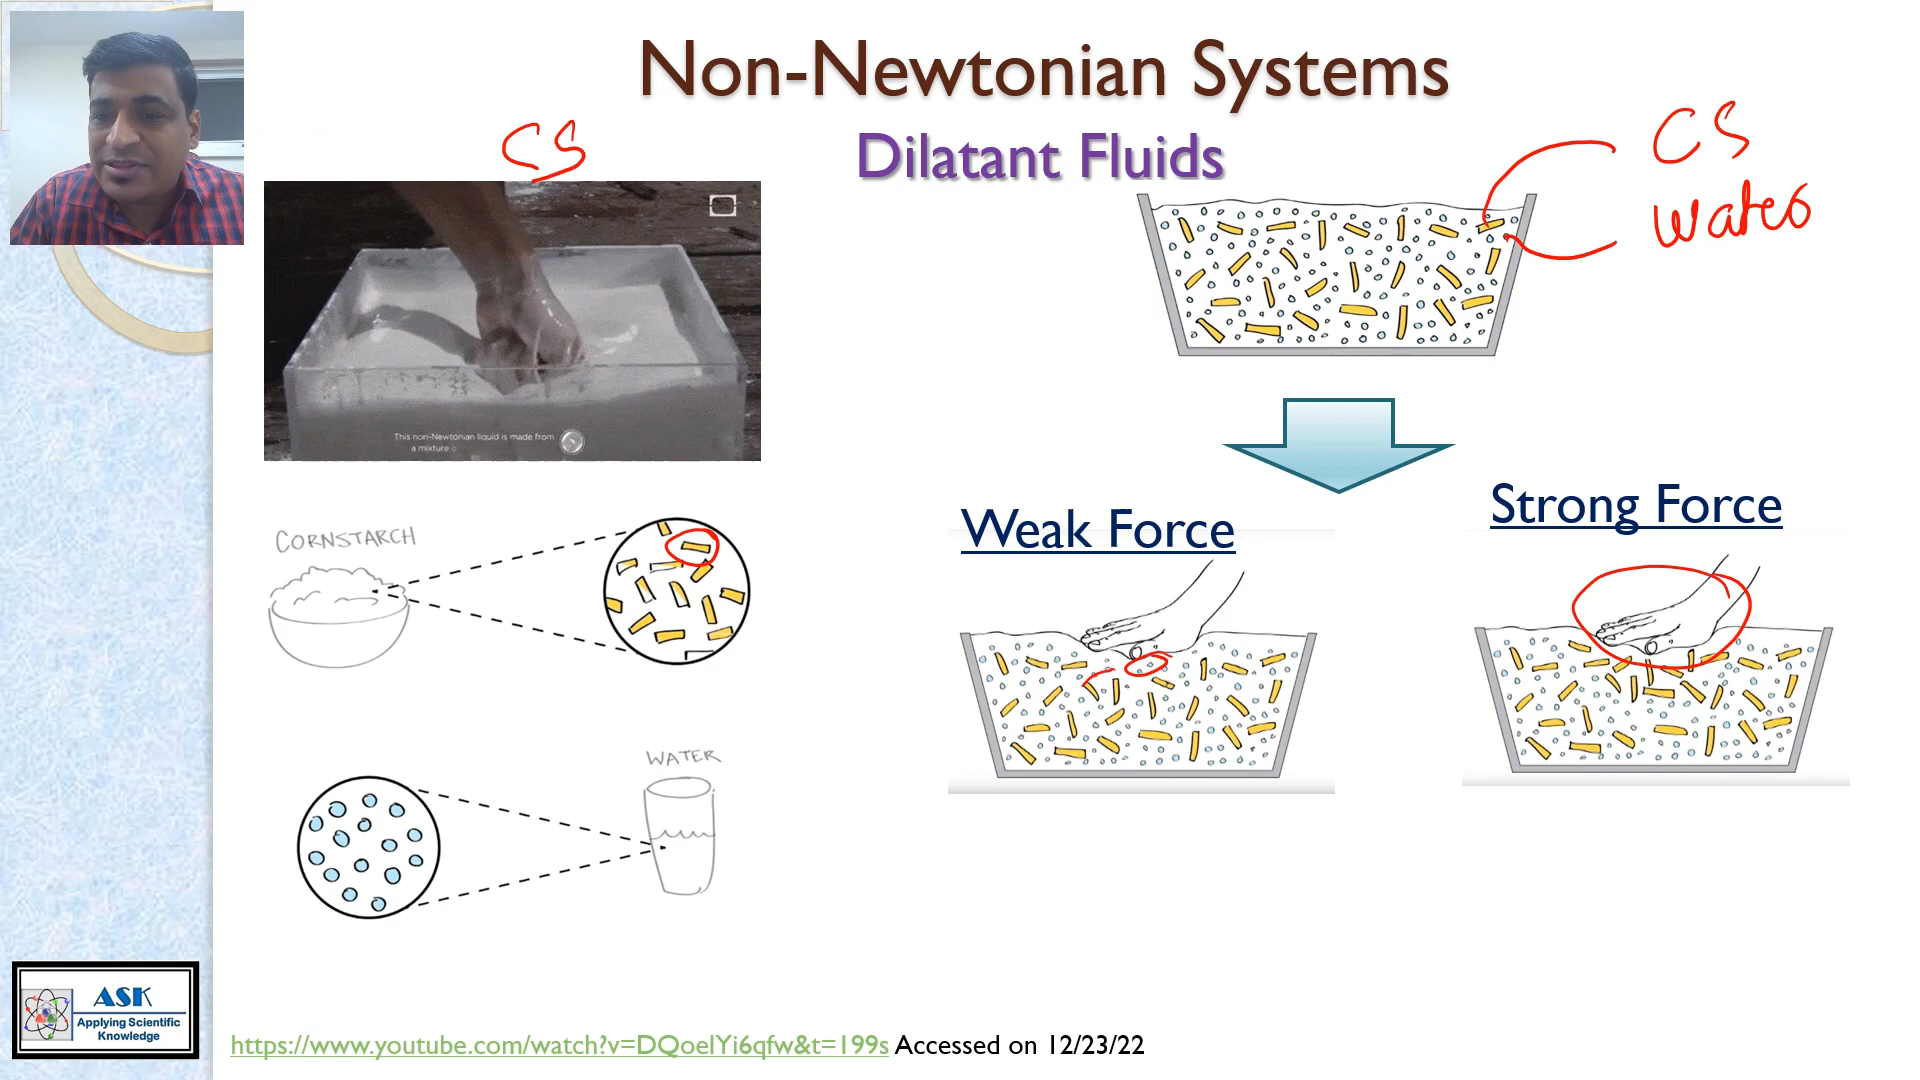 Non-Newtonian Systems
Dilatant Fluids
CS
CS
water
This non-Newtonian liquid is made from
a mixture
Weak Force
Strong Force
CORNSTARCH
WATER
ASK
Applying Scientific
Knowledge
https://www.youtube.com/watch?v=DQoelYi6qfw&t=199s Accessed on 12/23/22